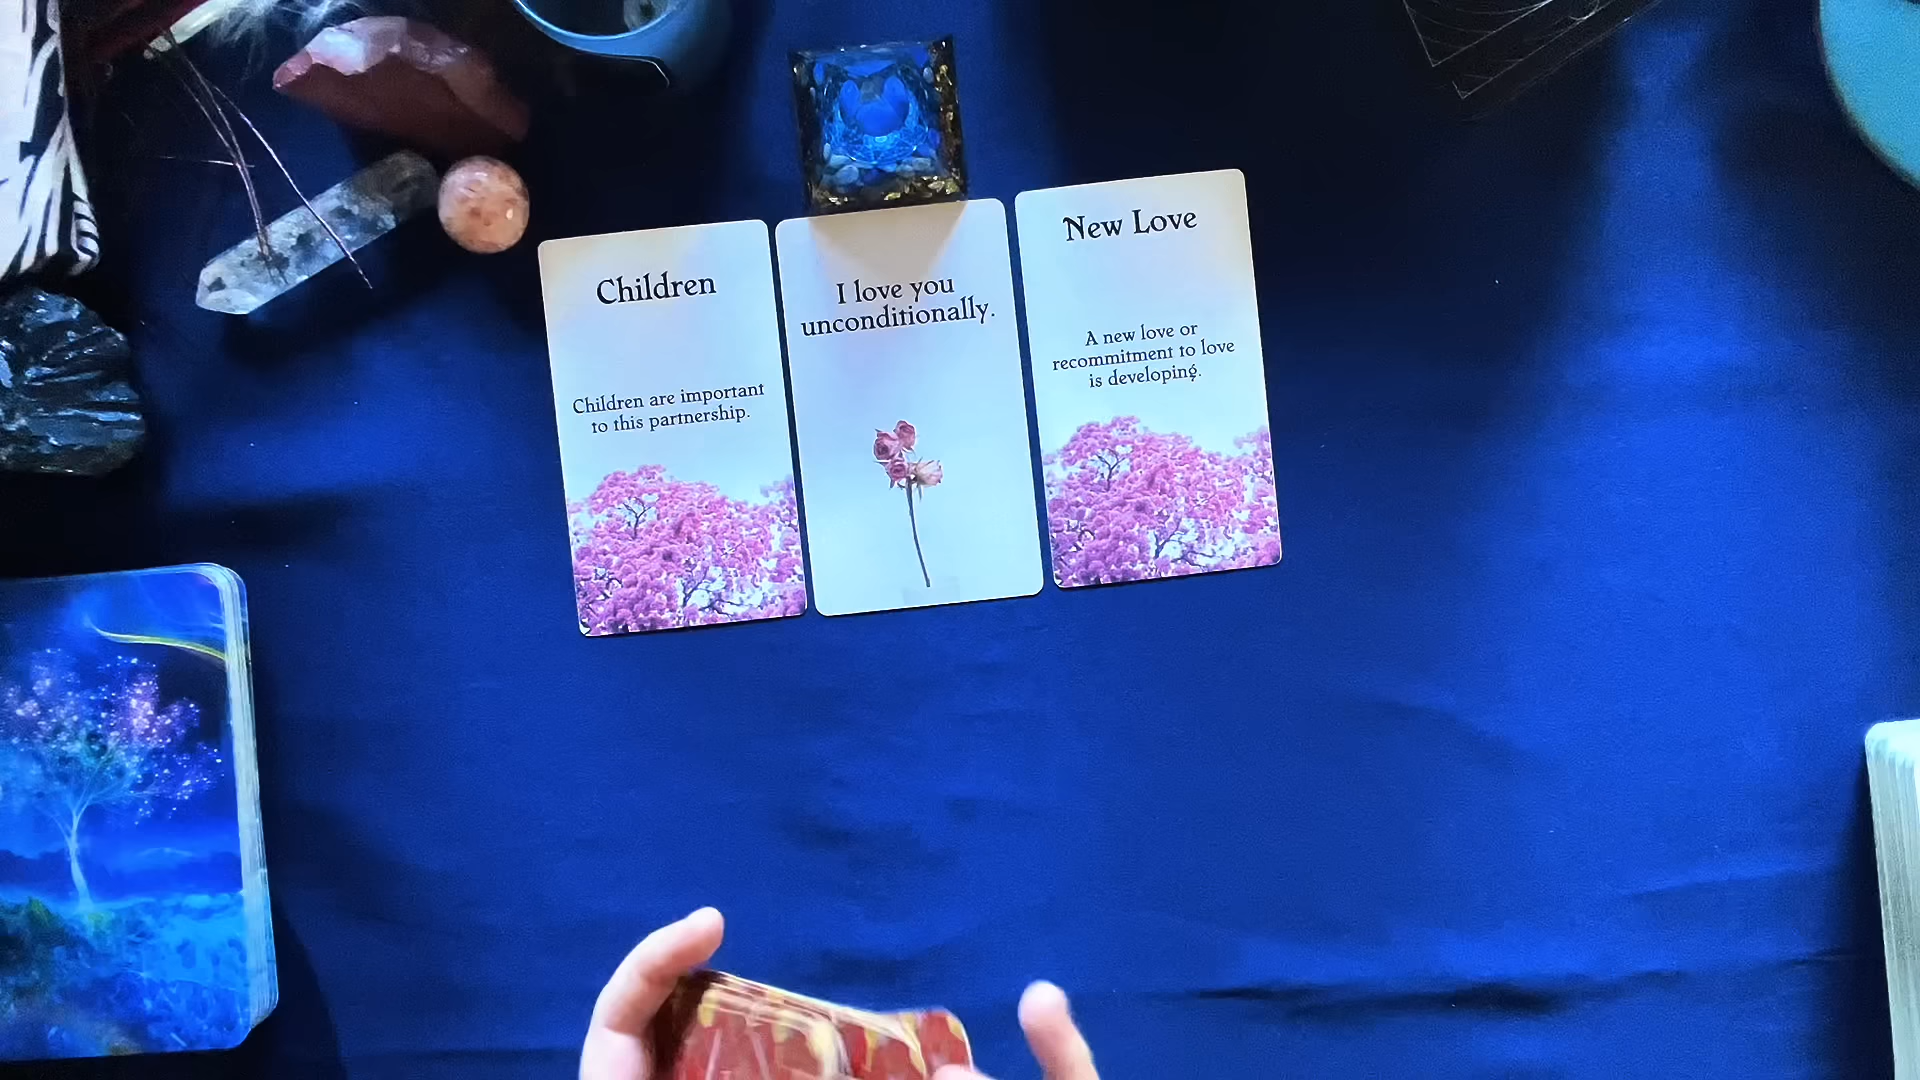 Children
Children are important
to this partnership.
I love you
unconditionally.
New Love
A new love or
recommitment to love
is developing.